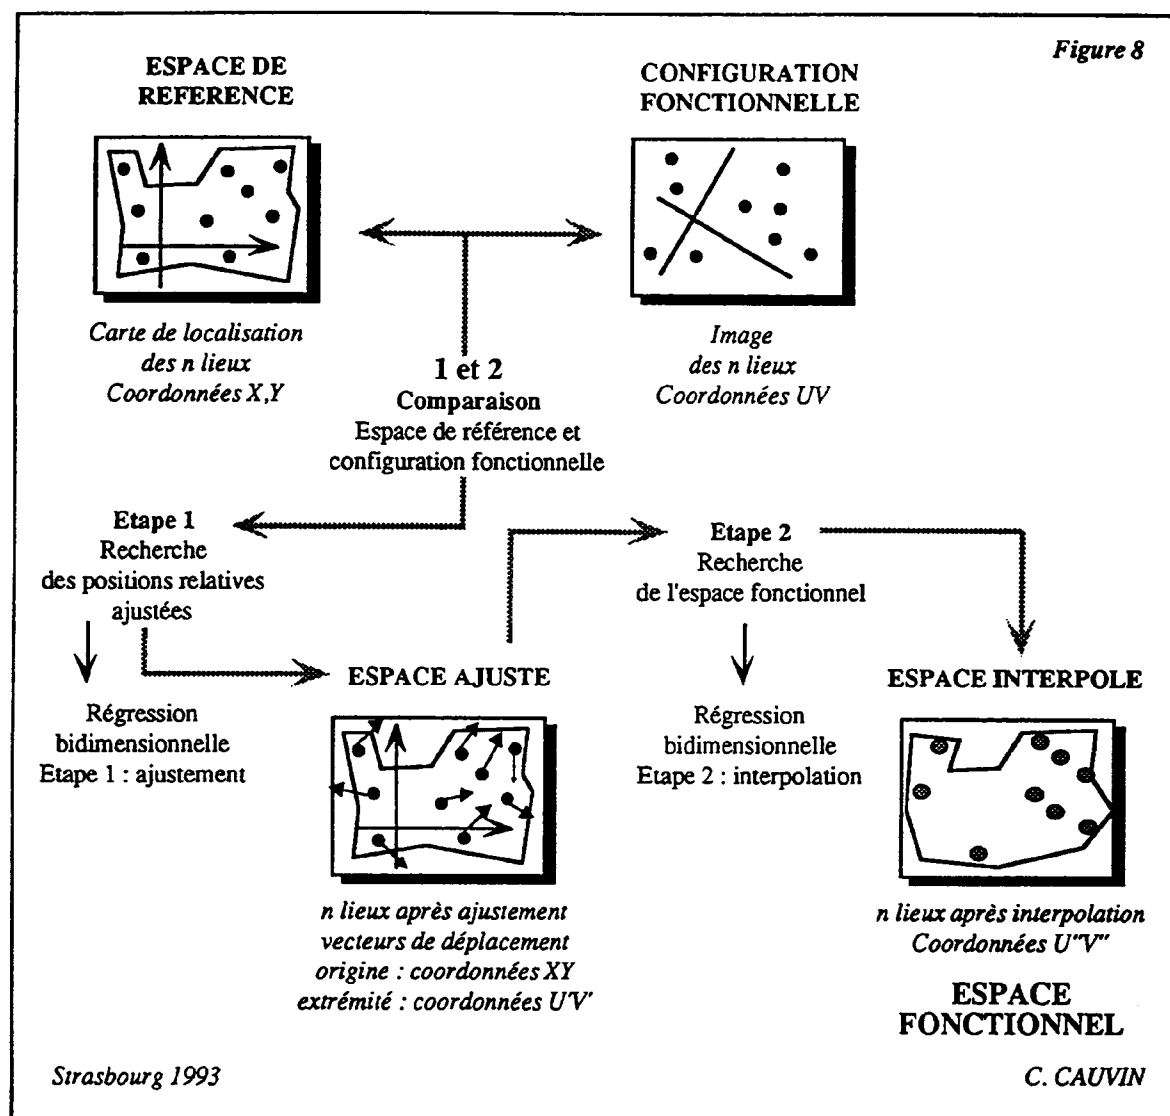 Figure 8
ESPACE DE
REFERENCE
CONFIGURATION
FONCTIONNELLE
Carte de localisation
des n lieux
Coordonnées X,Y
Image
des n lieux
Coordonnées UV
1 et 2
Comparaison
Espace de référence et
configuration fonctionnelle
Etape 1
Recherche
des positions relatives
ajustées
Etape 2
Recherche
de l'espace fonctionnel
Régression
bidimensionnelle
Etape 1 : ajustement
ESPACE AJUSTE
Régression
bidimensionnelle
Etape 2 : interpolation
ESPACE INTERPOLE
n lieux après ajustement
vecteurs de déplacement
origine : coordonnées XY
extrémité : coordonnées U'V'
n lieux après interpolation
Coordonnées U"V"
ESPACE
FONCTIONNEL
Strasbourg 1993
C. CAUVIN